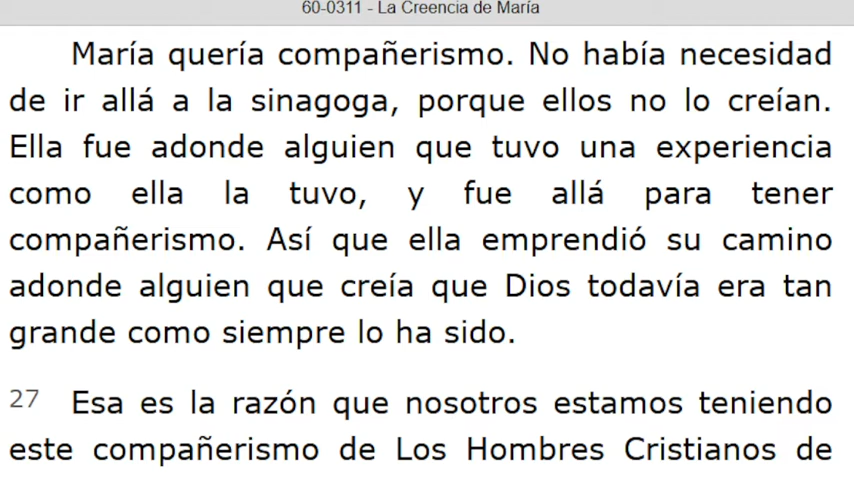 60-0311 - La Creencia de María
María quería compañerismo. No había necesidad
de ir allá a la sinagoga, porque ellos no lo creían.
Ella fue adonde alguien que tuvo una experiencia
como ella la tuvo, y fue allá para tener
compañerismo. Así que ella emprendió su camino
adonde alguien que creía que Dios todavía era tan
grande como siempre lo ha sido.
27 Esa es la razón que nosotros estamos teniendo
este compañerismo de Los Hombres Cristianos de